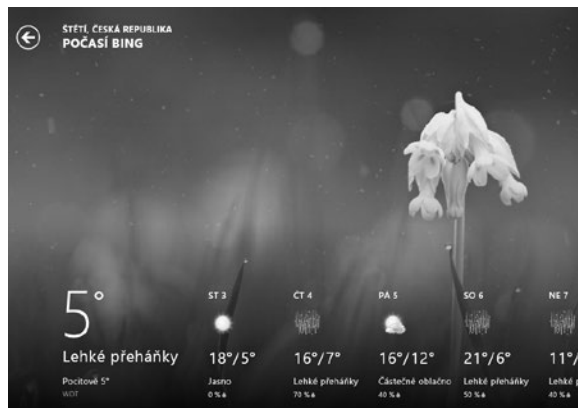 ŠTĚTÍ, ČESKÁ REPUBLIKA
POČASÍ BING
5°
Lehké přeháňky
Pocitově 5°
WDT
ST 3
18°/5°
Jasno
0 %
ČT 4
16°/7°
Lehké přeháňky
70 %
PÁ 5
16°/12°
Částečně oblačno
40 %
SO 6
21°/6°
Lehké přeháňky
50 %
NE 7
11°/
Lehké
40 %